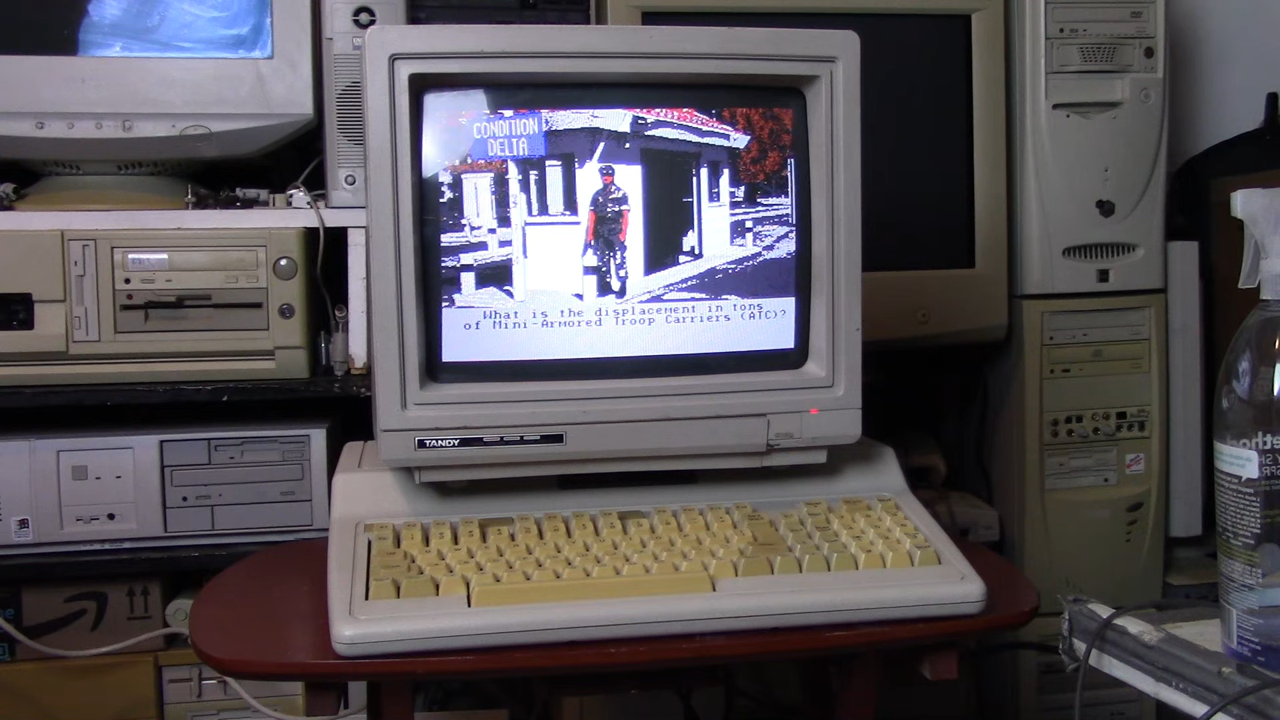 CONDITION
DELTA
What is the displacement in tons
of Mini-Armored Troop Carriers (ATC)?
TANDY